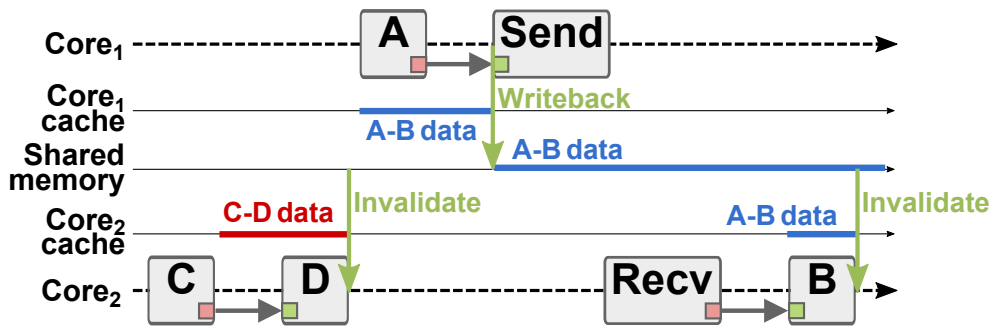 Core₁
A
Send
Core₁
cache
Writeback
A-B data
Shared
memory
A-B data
C-D data
Invalidate
A-B data
Invalidate
Core₂
cache
Core₂
C
D
Recv
B